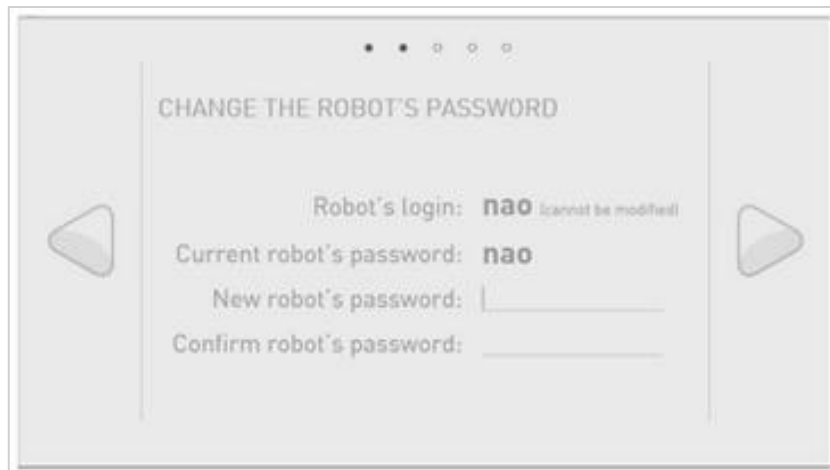 CHANGE THE ROBOT'S PASSWORD
Robot's login: nao (cannot be modified)
Current robot's password: nao
New robot's password:
Confirm robot's password: